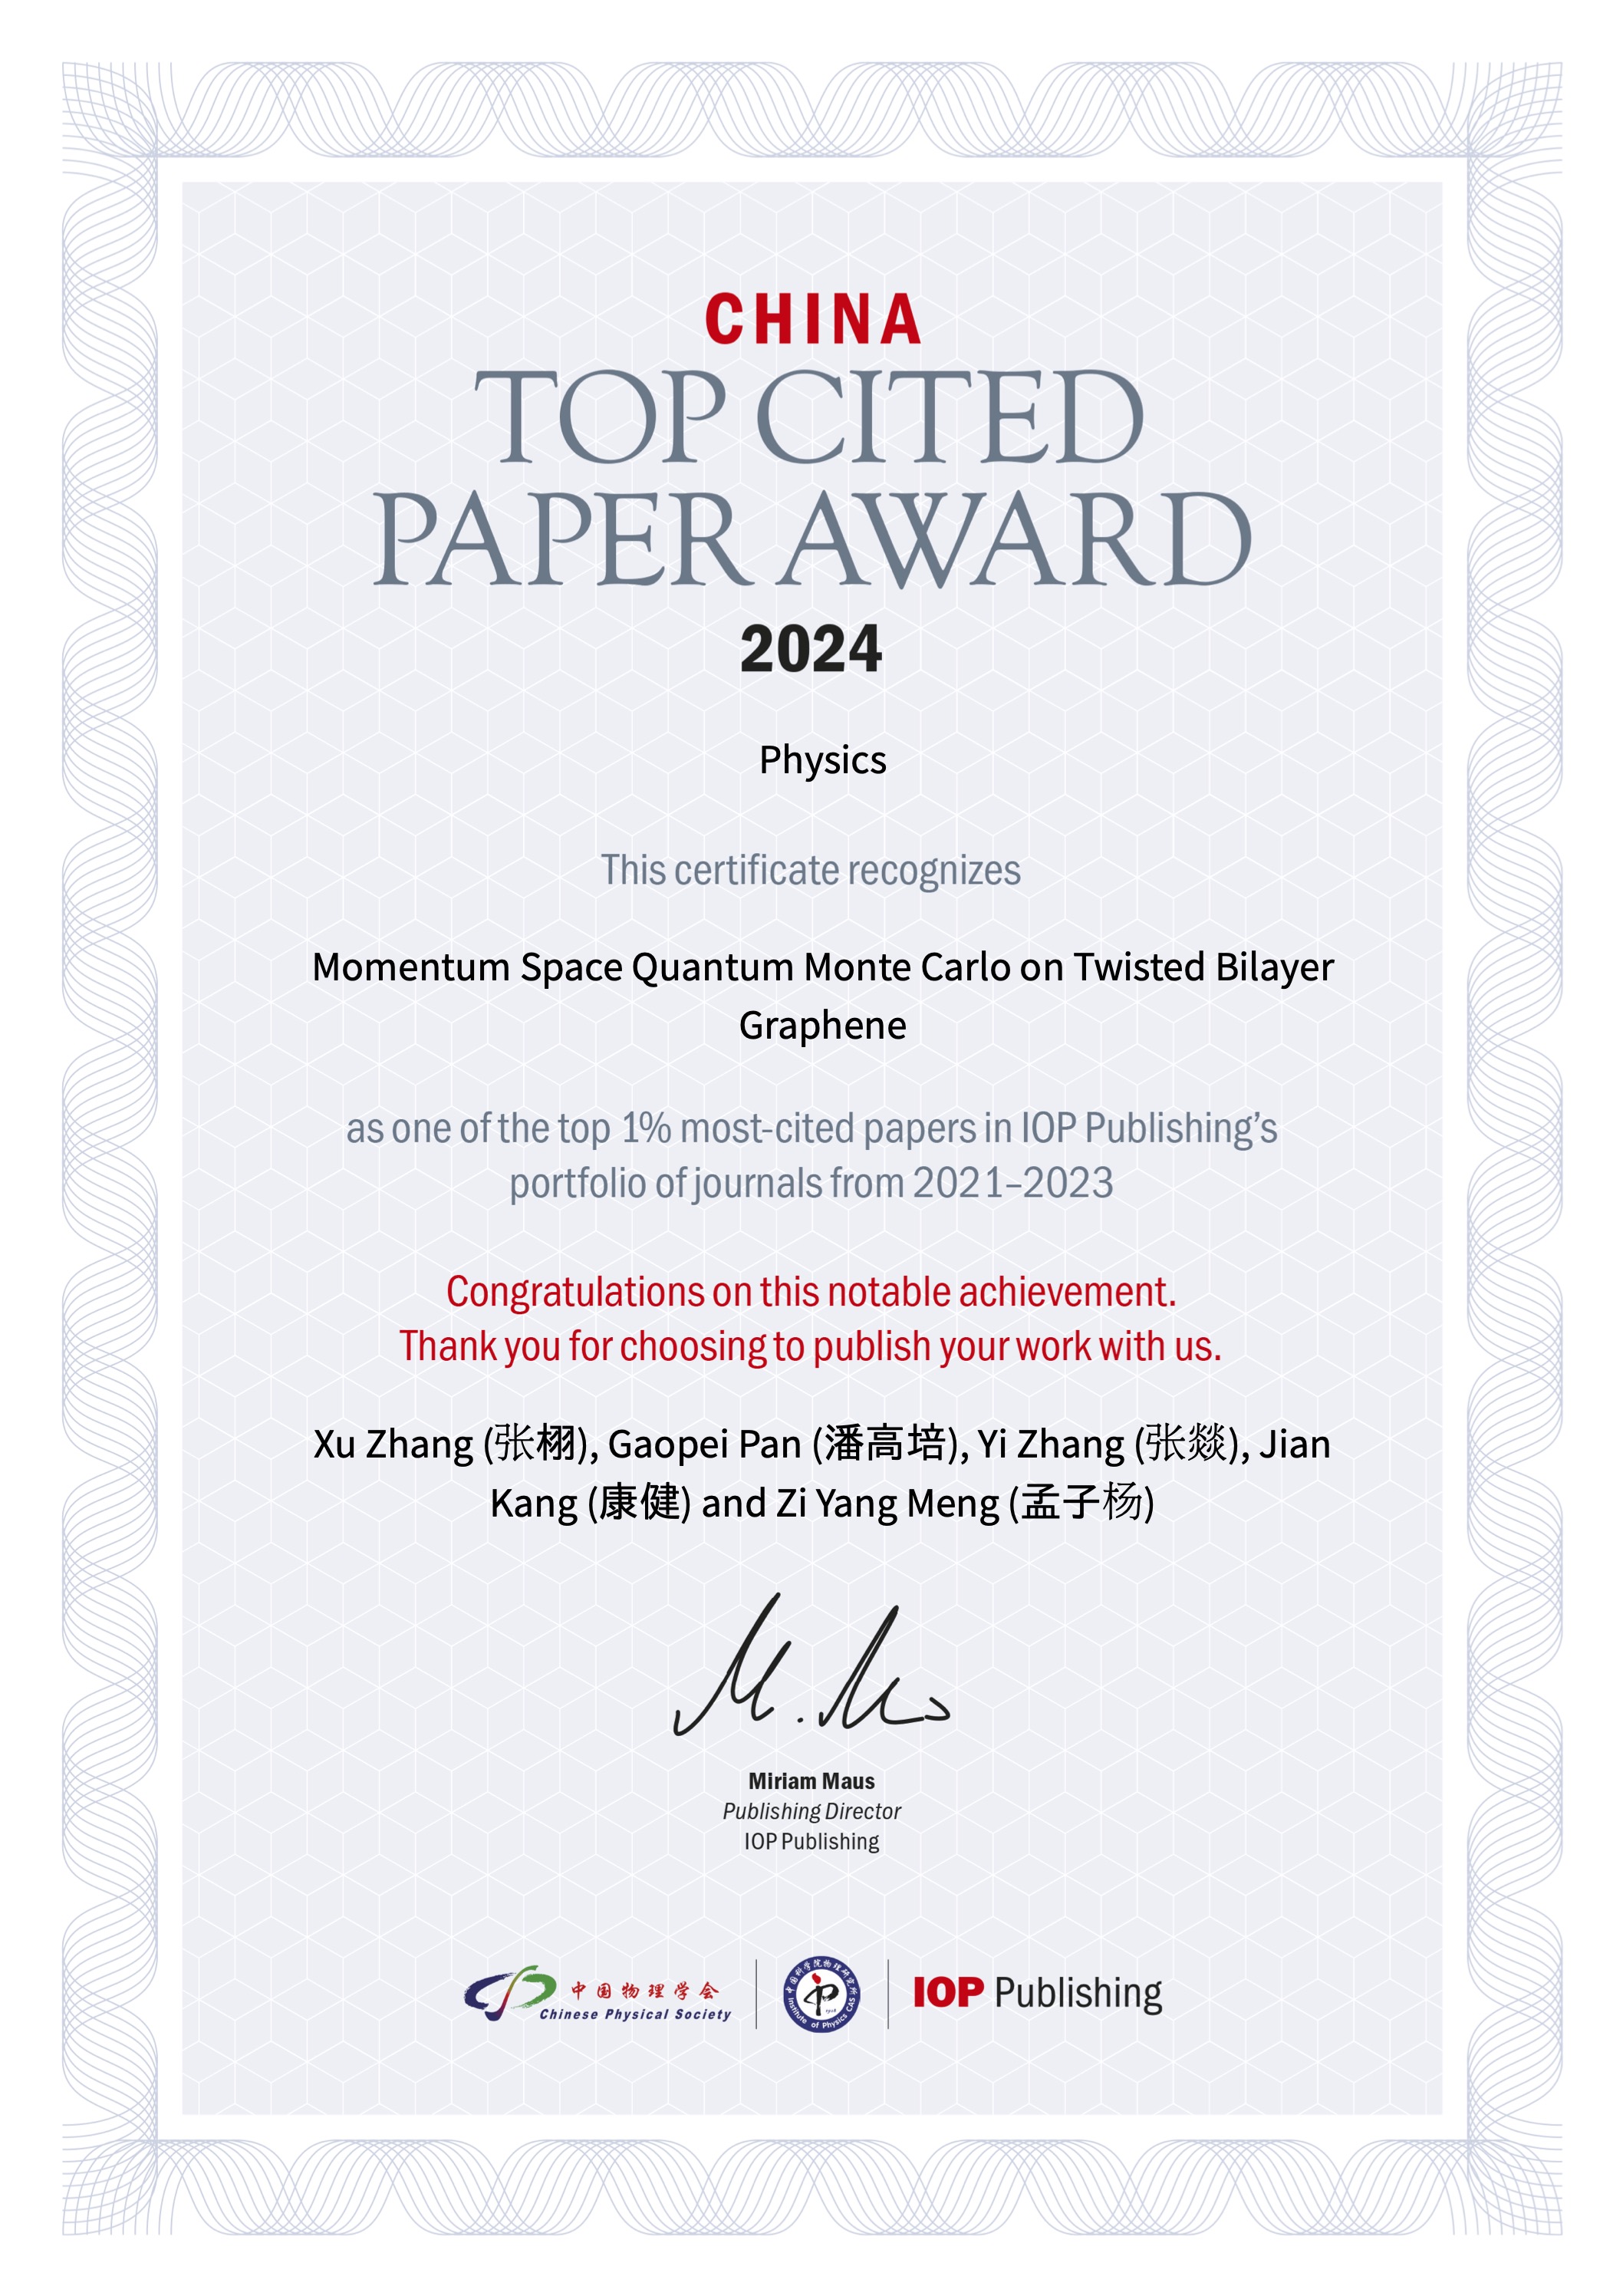 CHINA
TOP CITED
PAPER AWARD
2024
Physics
This certificate recognizes
Momentum Space Quantum Monte Carlo on Twisted Bilayer
Graphene
as one of the top 1% most-cited papers in IOP Publishing’s
portfolio of journals from 2021–2023
Congratulations on this notable achievement.
Thank you for choosing to publish your work with us.
Xu Zhang (张栩), Gaopei Pan (潘高培), Yi Zhang (张燚), Jian
Kang (康健) and Zi Yang Meng (孟子杨)
M. Maus
Miriam Maus
Publishing Director
IOP Publishing
中国物理学会
Chinese Physical Society
中国科学院物理研究所
Institute of Physics CAS
1928
IOP Publishing